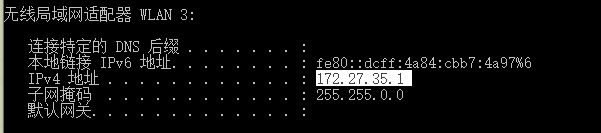 无线局域网适配器 WLAN 3:
连接特定的 DNS 后缀 . . . . . . . :
本地链接 IPv6 地址. . . . . . . . : fe80::dcff:4a84:cbb7:4a97%6
IPv4 地址 . . . . . . . . . . . . : 172.27.35.1
子网掩码 . . . . . . . . . . . . : 255.255.0.0
默认网关. . . . . . . . . . . . . :